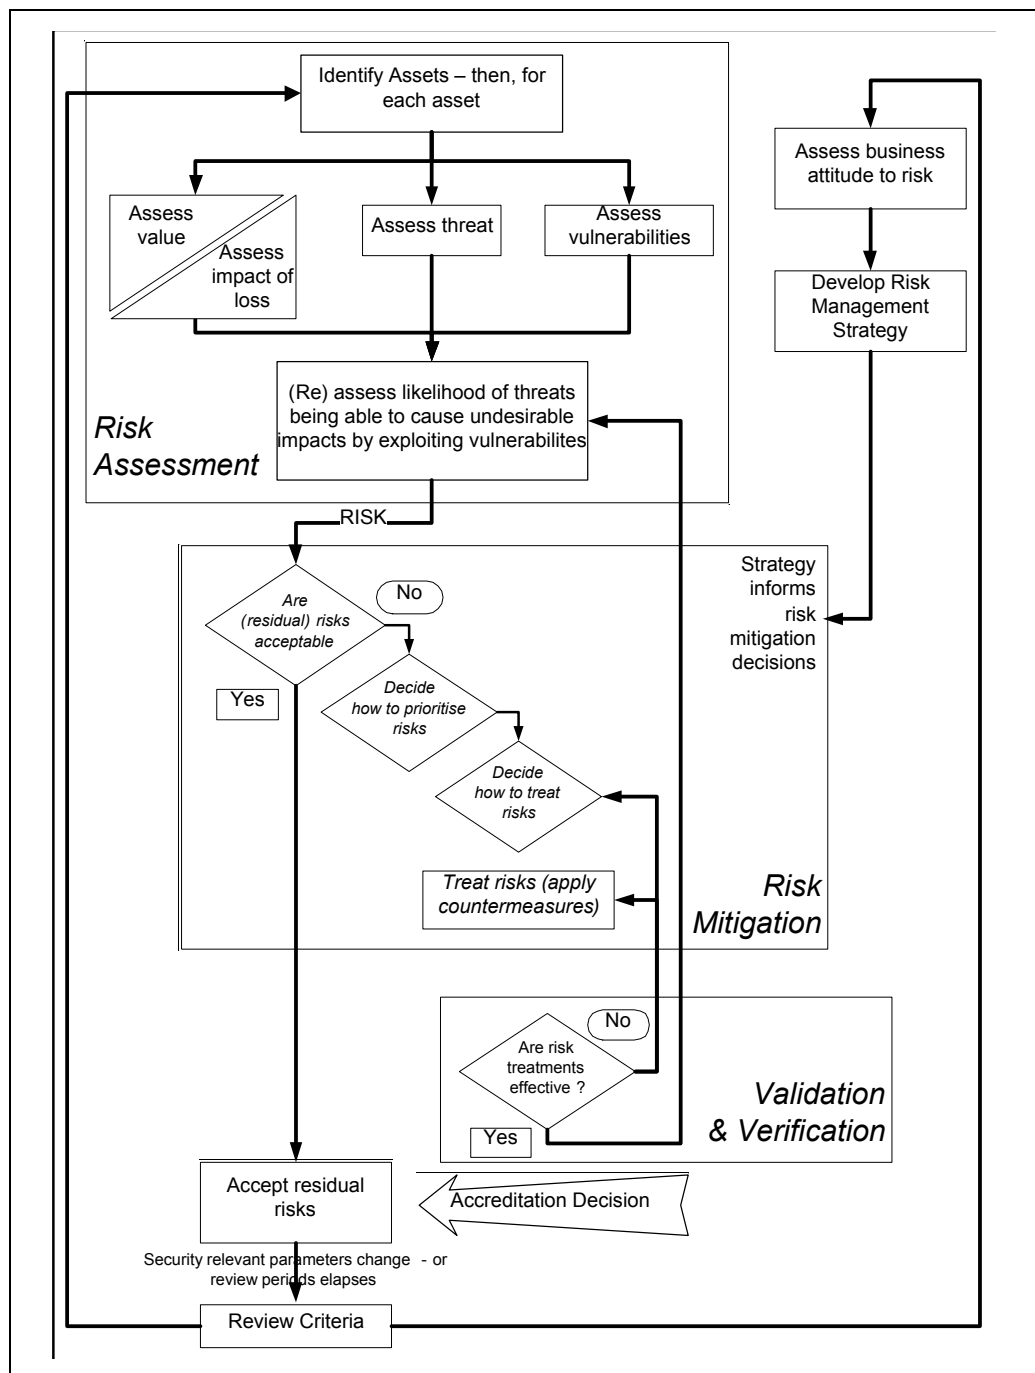 Identify Assets – then, for
each asset
Assess
value
Assess
impact of
loss
Assess threat
Assess
vulnerabilities
Assess business
attitude to risk
Develop Risk
Management
Strategy
(Re) assess likelihood of threats
being able to cause undesirable
impacts by exploiting vulnerabilites
Risk
Assessment
RISK
Are
(residual) risks
acceptable
No
Yes
Decide
how to prioritise
risks
Decide
how to treat
risks
Strategy
informs
risk
mitigation
decisions
Treat risks (apply
countermeasures)
Risk
Mitigation
No
Are risk
treatments
effective ?
Yes
Validation
& Verification
Accept residual
risks
Accreditation Decision
Security relevant parameters change - or
review periods elapses
Review Criteria